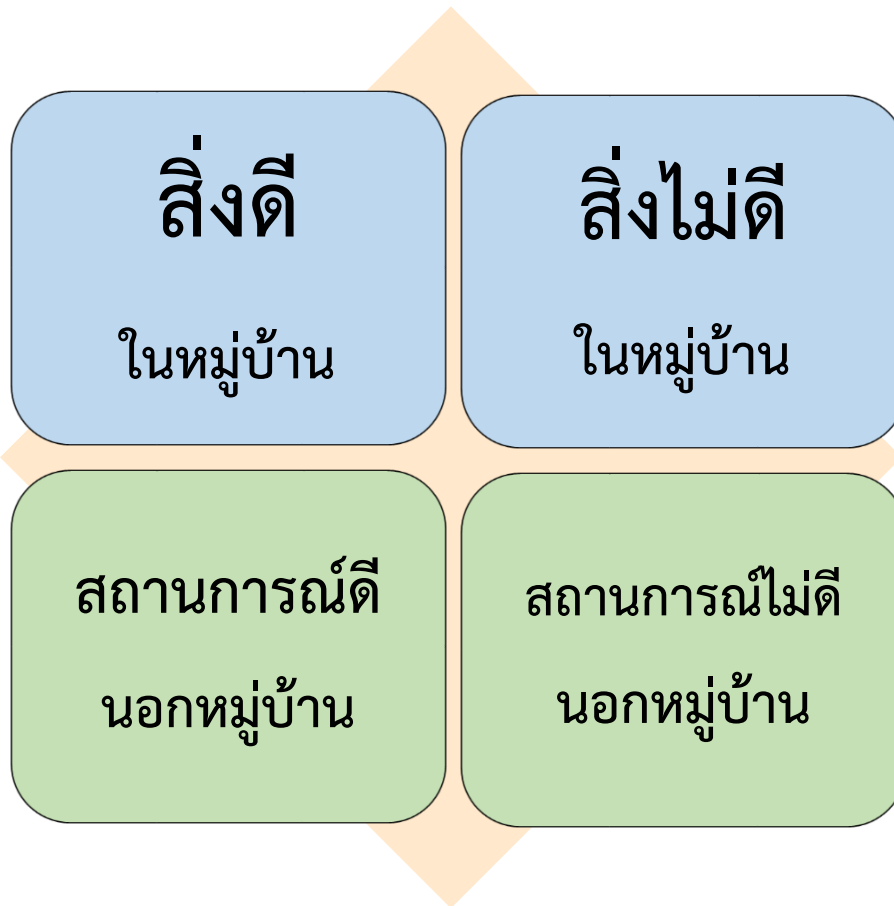 สิ่งดี
ในหมู่บ้าน
สิ่งไม่ดี
ในหมู่บ้าน
สถานการณ์ดี
นอกหมู่บ้าน
สถานการณ์ไม่ดี
นอกหมู่บ้าน